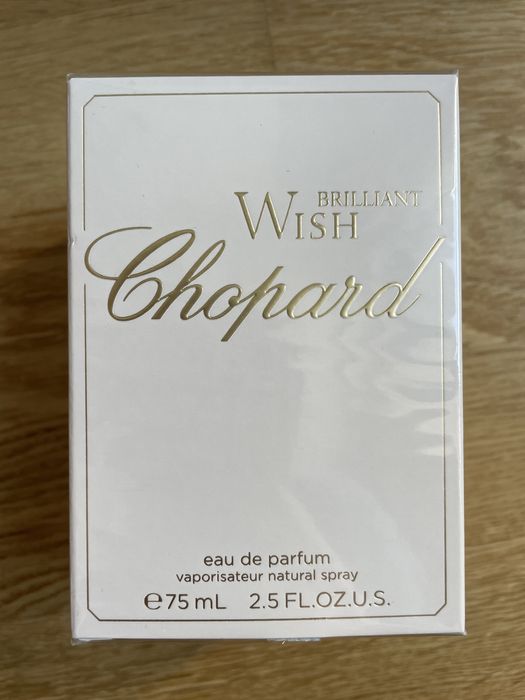 BRILLIANT
WISH
Chopard
eau de parfum
vaporisateur natural spray
℮75 mL 2.5 FL.OZ.U.S.